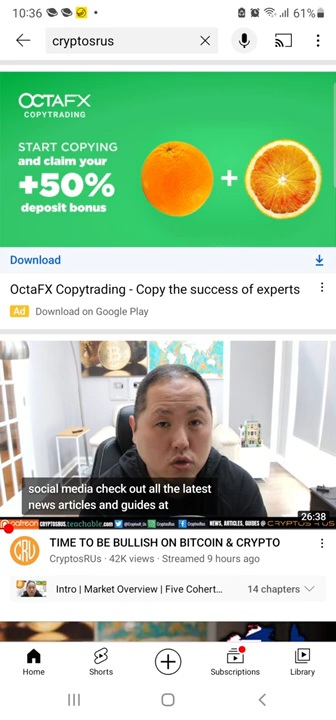 10:36
61%
cryptosrus
OCTAFX
COPYTRADING
START COPYING
and claim your
+50%
deposit bonus
+
Download
OctaFX Copytrading - Copy the success of experts
Ad Download on Google Play
social media check out all the latest
news articles and guides at
26:38
TIME TO BE BULLISH ON BITCOIN & CRYPTO
CryptosRUs · 42K views · Streamed 9 hours ago
Intro | Market Overview | Five Cohert...
14 chapters
Home
Shorts
Subscriptions
Library